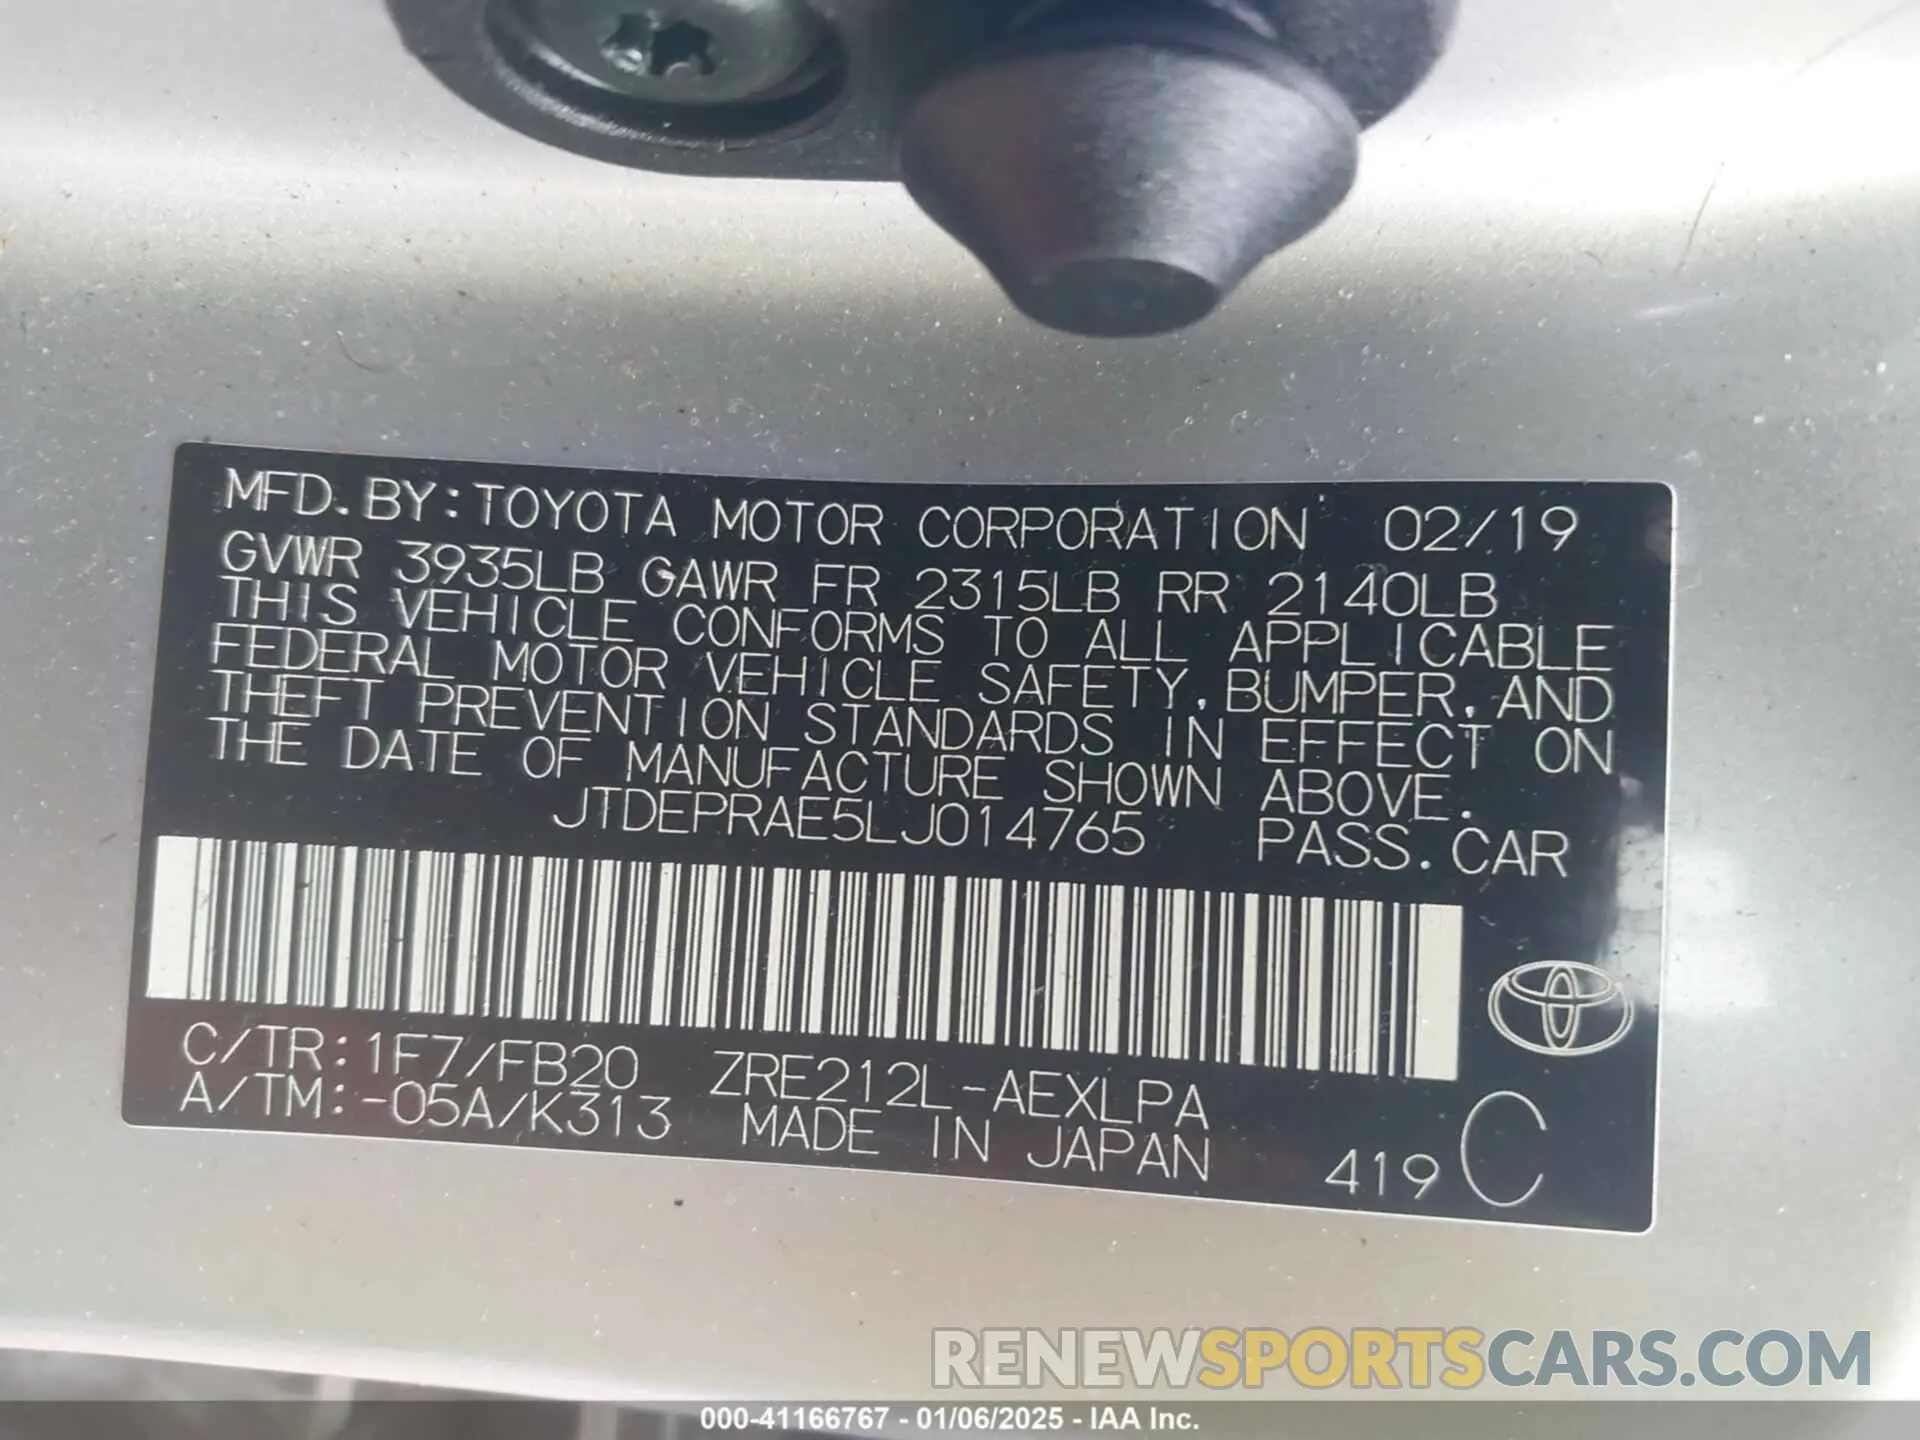 MFD. BY: TOYOTA MOTOR CORPORATION 02/19
GVWR 3935LB GAWR FR 2315LB RR 2140LB
THIS VEHICLE CONFORMS TO ALL APPLICABLE
FEDERAL MOTOR VEHICLE SAFETY, BUMPER, AND
THEFT PREVENTION STANDARDS IN EFFECT ON
THE DATE OF MANUFACTURE SHOWN ABOVE.
JTDEPRAE5LJ014765 PASS. CAR
C/TR: 1F7/FB20 ZRE212L-AEXLPA
A/TM: -05A/K313 MADE IN JAPAN 419 C
RENEWSPORTSCARS.COM
000-41166767 - 01/06/2025 - IAA Inc.